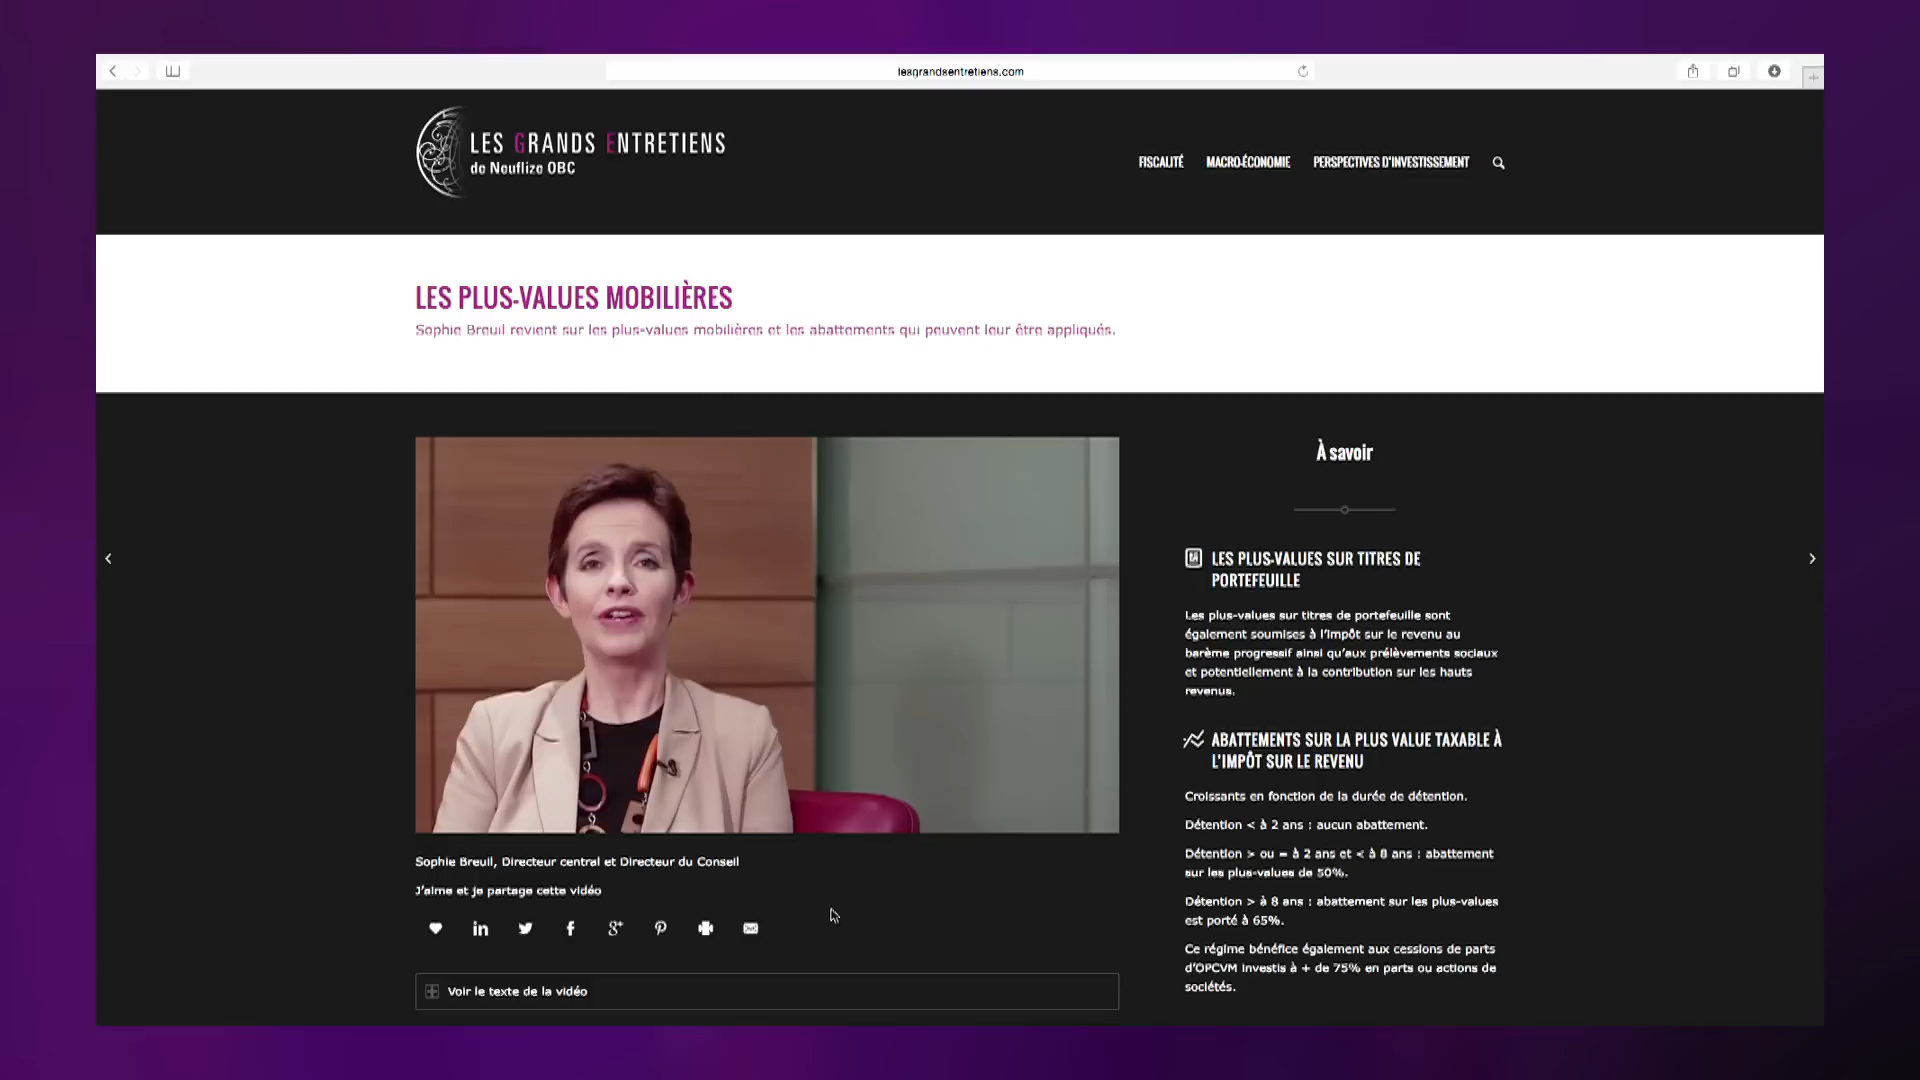 lesgrandsentretiens.com
LES GRANDS ENTRETIENS
de Neuflize OBC
FISCALITÉ
MACRO-ÉCONOMIE
PERSPECTIVES D'INVESTISSEMENT
LES PLUS-VALUES MOBILIÈRES
Sophie Breuil revient sur les plus-values mobilières et les abattements qui peuvent leur être appliqués.
Sophie Breuil, Directeur central et Directeur du Conseil
J'aime et je partage cette vidéo
Voir le texte de la vidéo
À savoir
LES PLUS-VALUES SUR TITRES DE
PORTEFEUILLE
Les plus-values sur titres de portefeuille sont
également soumises à l'impôt sur le revenu au
barème progressif ainsi qu'aux prélèvements sociaux
et potentiellement à la contribution sur les hauts
revenus.
ABATTEMENTS SUR LA PLUS VALUE TAXABLE À
L'IMPÔT SUR LE REVENU
Croissants en fonction de la durée de détention.
Détention < à 2 ans : aucun abattement.
Détention > ou = à 2 ans et < à 8 ans : abattement
sur les plus-values de 50%.
Détention > à 8 ans : abattement sur les plus-values
est porté à 65%.
Ce régime bénéficie également aux cessions de parts
d'OPCVM investis à + de 75% en parts ou actions de
sociétés.